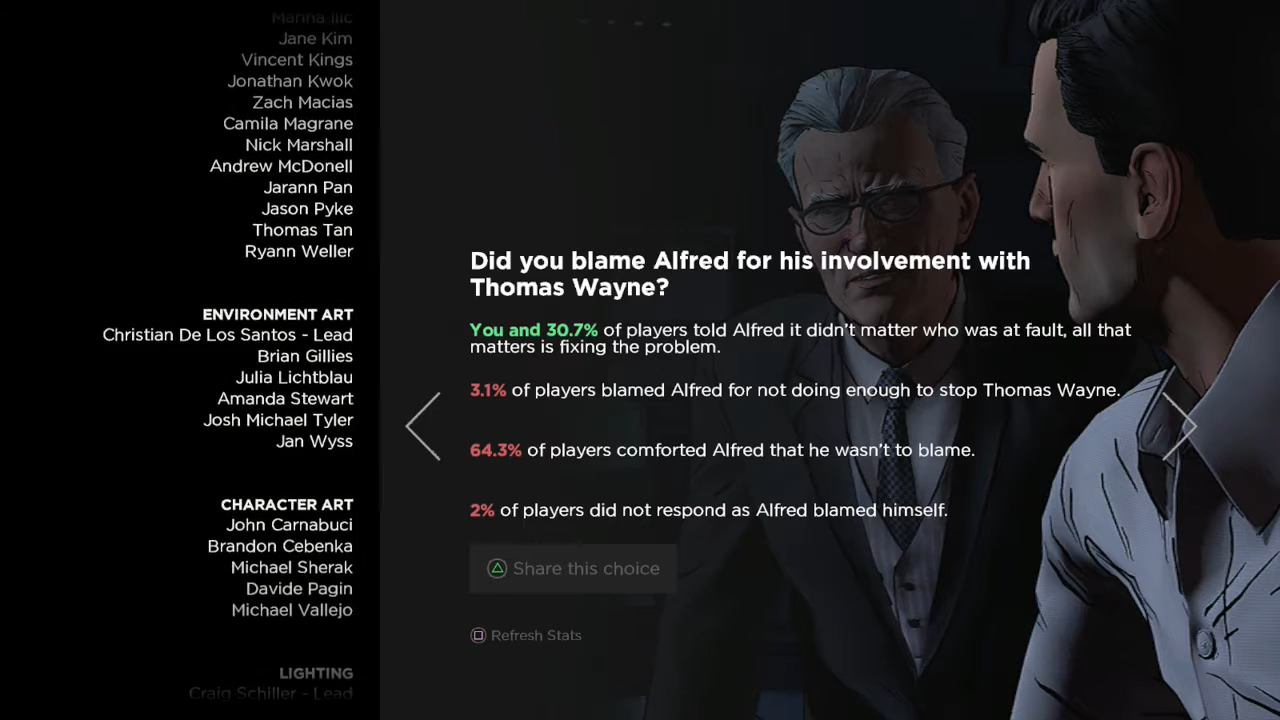 Marina Ilic
Jane Kim
Vincent Kings
Jonathan Kwok
Zach Macias
Camila Magrane
Nick Marshall
Andrew McDonell
Jarann Pan
Jason Pyke
Thomas Tan
Ryann Weller
ENVIRONMENT ART
Christian De Los Santos - Lead
Brian Gillies
Julia Lichtblau
Amanda Stewart
Josh Michael Tyler
Jan Wyss
CHARACTER ART
John Carnabuci
Brandon Cebenka
Michael Sherak
Davide Pagin
Michael Vallejo
LIGHTING
Craig Schiller - Lead
Did you blame Alfred for his involvement with
Thomas Wayne?
You and 30.7% of players told Alfred it didn't matter who was at fault, all that
matters is fixing the problem.
3.1% of players blamed Alfred for not doing enough to stop Thomas Wayne.
64.3% of players comforted Alfred that he wasn't to blame.
2% of players did not respond as Alfred blamed himself.
Share this choice
Refresh Stats